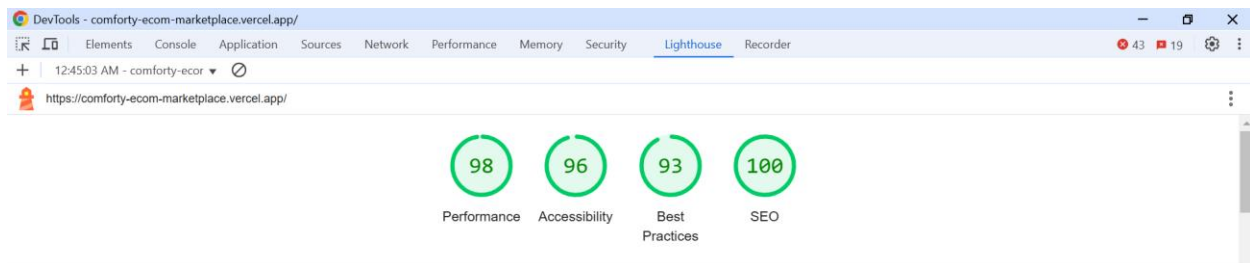 DevTools - comforty-ecom-marketplace.vercel.app/
Elements Console Application Sources Network Performance Memory Security Lighthouse Recorder 43 19
12:45:03 AM - comforty-ecor
https://comforty-ecom-marketplace.vercel.app/
98 96 93 100
Performance Accessibility Best Practices SEO